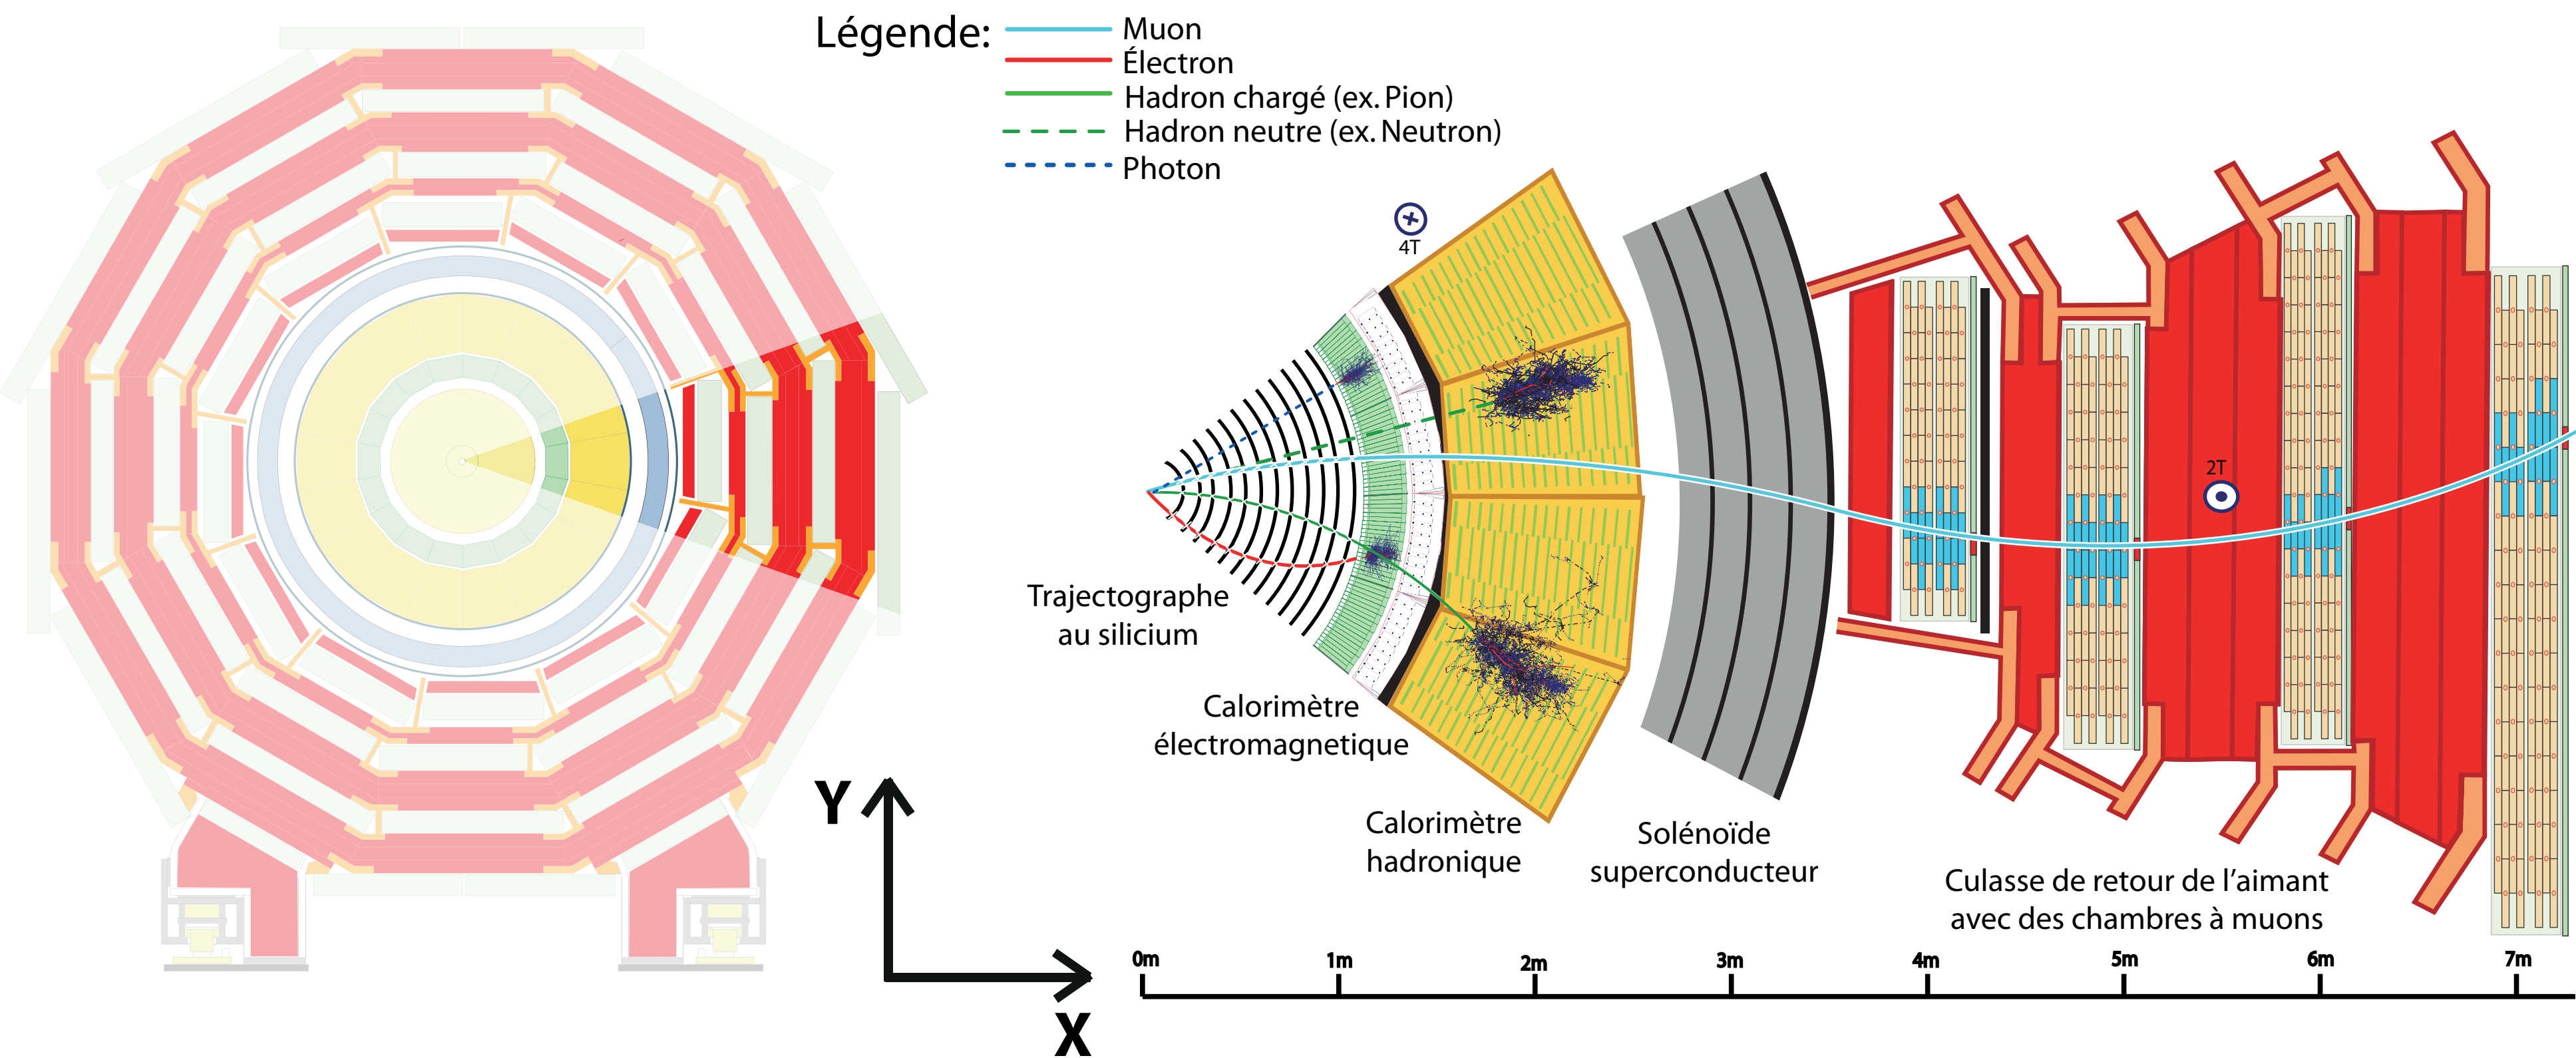 Légende:
Muon
Électron
Hadron chargé (ex. Pion)
Hadron neutre (ex. Neutron)
Photon
4T
2T
Trajectographe
au silicium
Calorimètre
électromagnetique
Calorimètre
hadronique
Solénoïde
superconducteur
Culasse de retour de l'aimant
avec des chambres à muons
Y
X
0m 1m 2m 3m 4m 5m 6m 7m